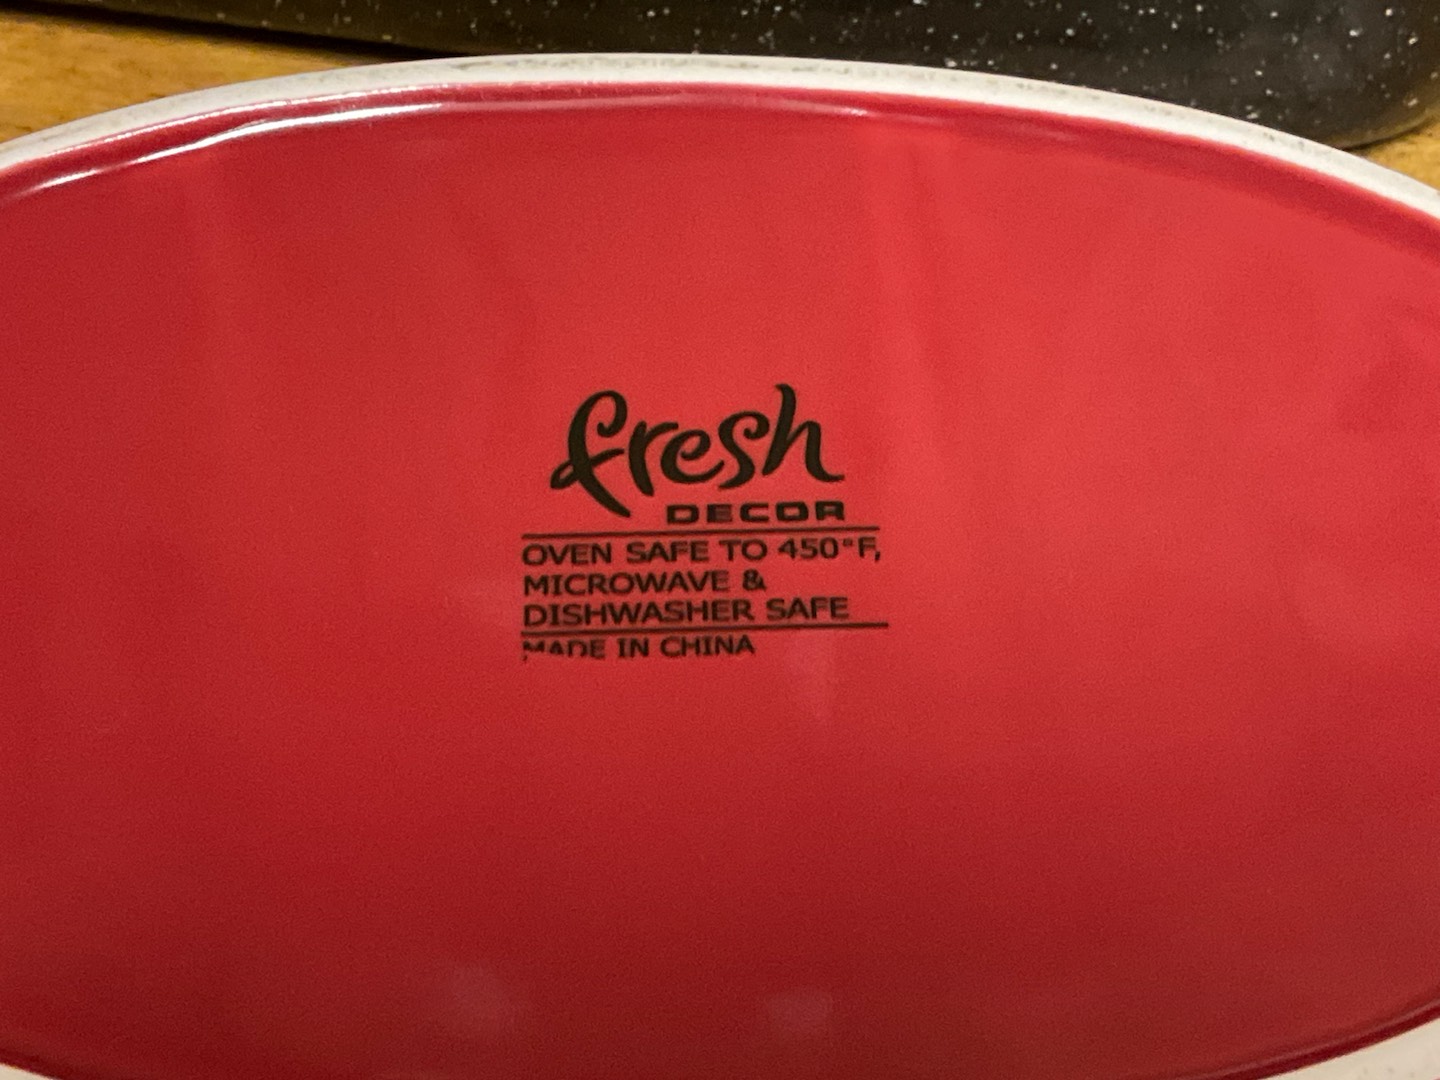 fresh
DECOR
OVEN SAFE TO 450°F,
MICROWAVE &
DISHWASHER SAFE
MADE IN CHINA